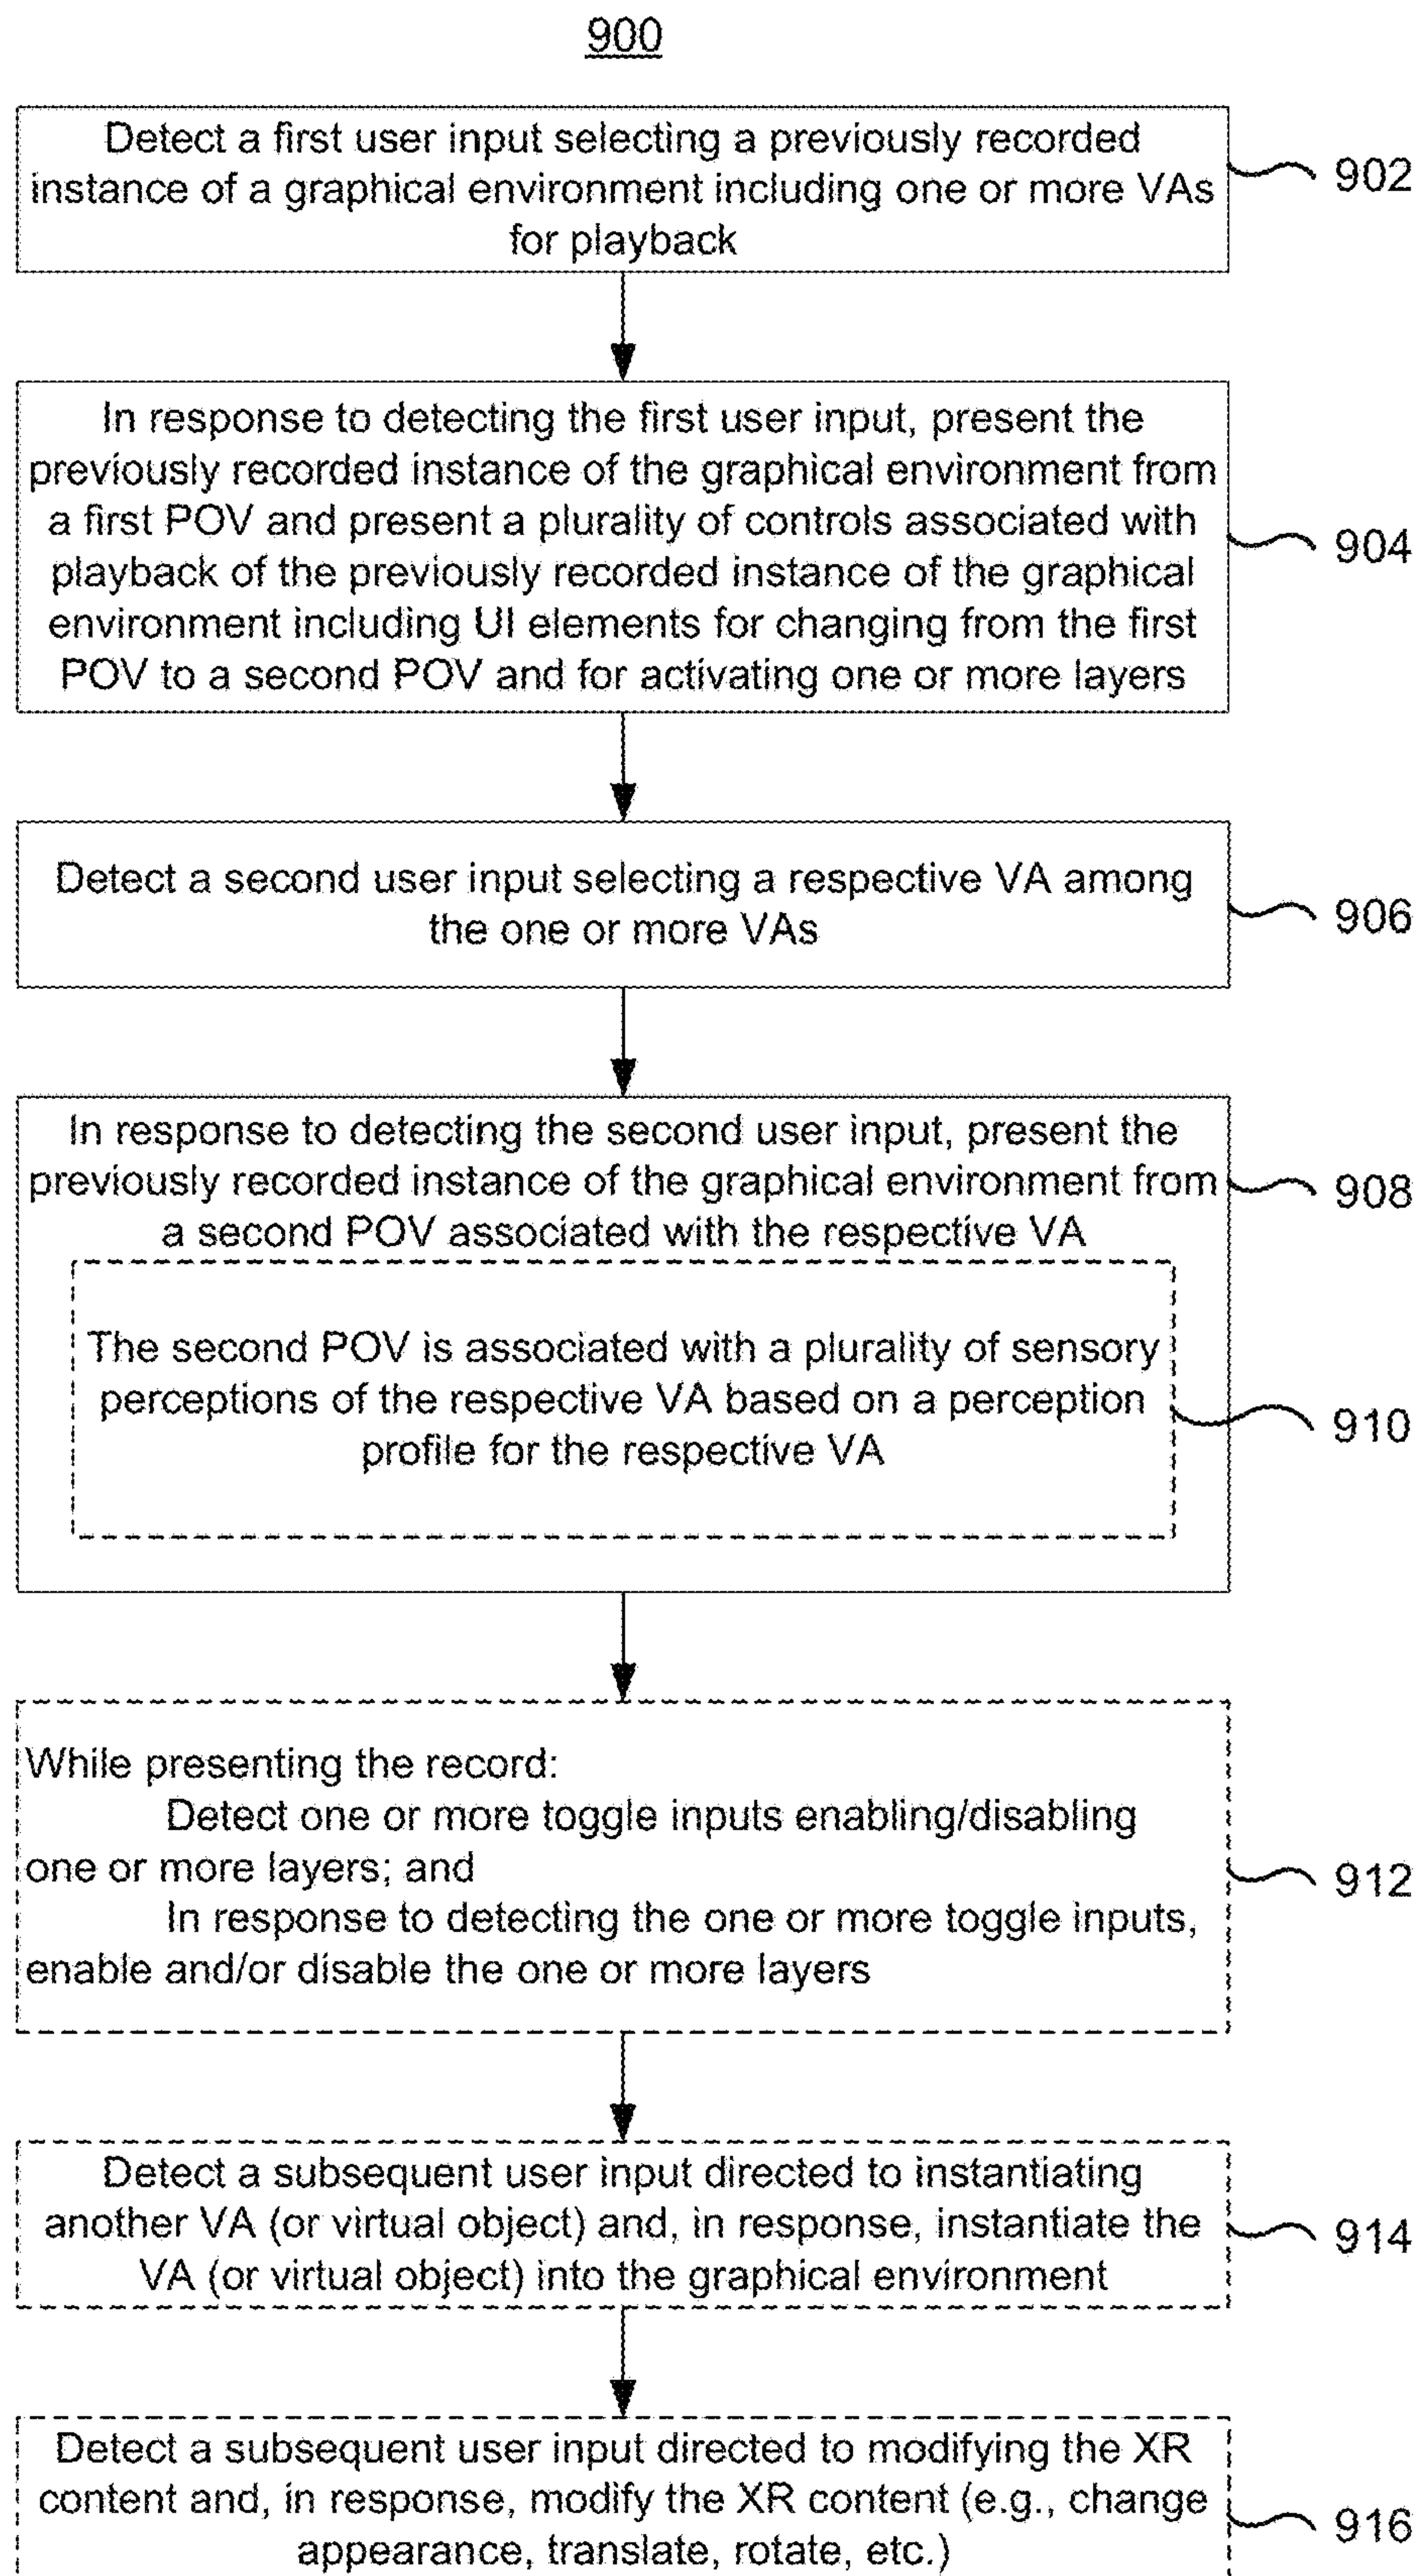 900
Detect a first user input selecting a previously recorded
instance of a graphical environment including one or more VAs
for playback
902
In response to detecting the first user input, present the
previously recorded instance of the graphical environment from
a first POV and present a plurality of controls associated with
playback of the previously recorded instance of the graphical
environment including UI elements for changing from the first
POV to a second POV and for activating one or more layers
904
Detect a second user input selecting a respective VA among
the one or more VAs
906
In response to detecting the second user input, present the
previously recorded instance of the graphical environment from
a second POV associated with the respective VA
908
The second POV is associated with a plurality of sensory
perceptions of the respective VA based on a perception
profile for the respective VA
910
While presenting the record:
Detect one or more toggle inputs enabling/disabling
one or more layers; and
In response to detecting the one or more toggle inputs,
enable and/or disable the one or more layers
912
Detect a subsequent user input directed to instantiating
another VA (or virtual object) and, in response, instantiate the
VA (or virtual object) into the graphical environment
914
Detect a subsequent user input directed to modifying the XR
content and, in response, modify the XR content (e.g., change
appearance, translate, rotate, etc.)
916